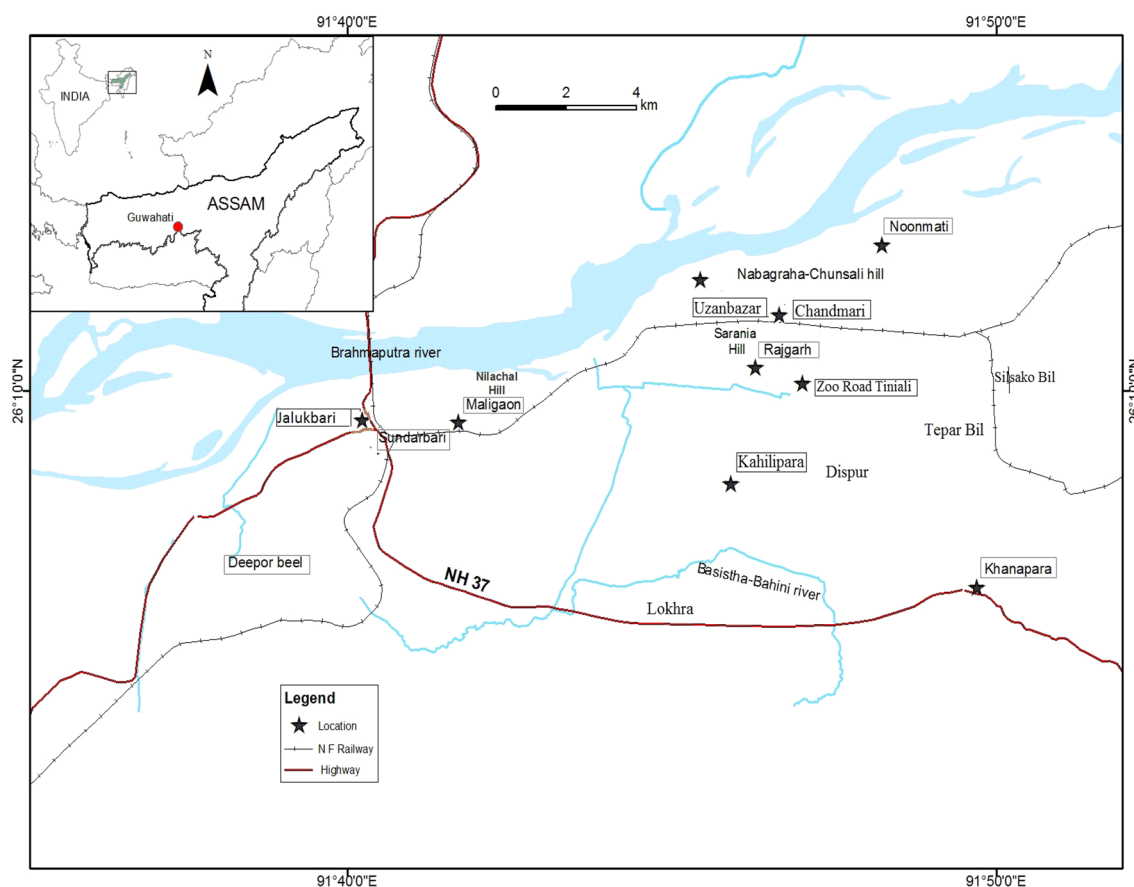 91°40'0"E
91°50'0"E
N
INDIA
ASSAM
Guwahati
0 2 4
km
Noonmati
Nabagraha-Chunsali hill
Uzanbazar
Chandmari
Sarania
Hill
Rajgarh
Brahmaputra river
Nilachal
Hill
Maligaon
Zoo Road Tiniali
Silsako Bil
26°10'0"N
Jalukbari
Sundarbari
Tepar Bil
Kahilipara
Dispur
Deepor beel
NH 37
Basistha-Bahini river
Khanapara
Lokhra
Legend
Location
N F Railway
Highway
91°40'0"E
91°50'0"E